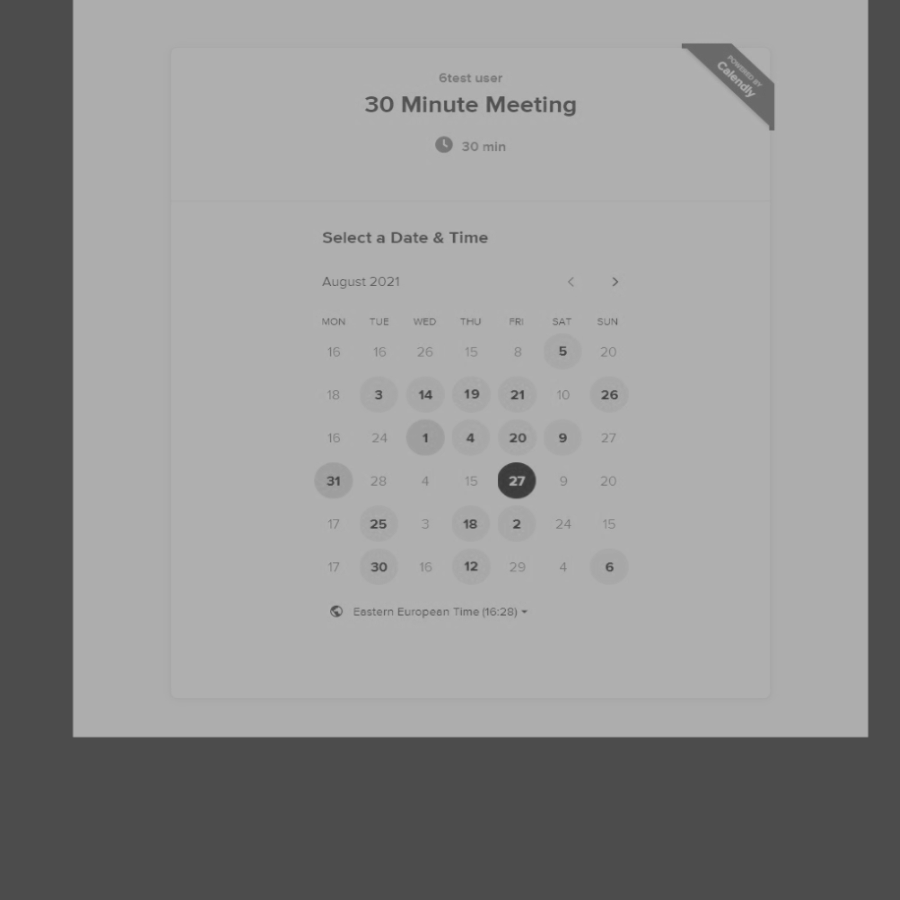 6test user
30 Minute Meeting
30 min
POWERED BY
Calendly
Select a Date & Time
August 2021
MON TUE WED THU FRI SAT SUN
16 16 26 15 8 5 20
18 3 14 19 21 10 26
16 24 1 4 20 9 27
31 28 4 15 27 9 20
17 25 3 18 2 24 15
17 30 16 12 29 4 6
Eastern European Time (16:28)